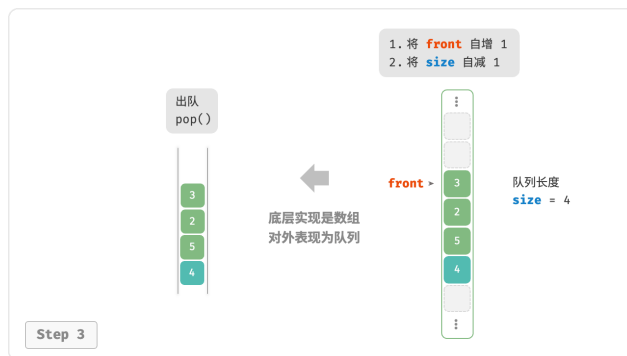 1. 将 front 自增 1
2. 将 size 自减 1
出队
pop()
3
2
5
4
底层实现是数组
对外表现为队列
front ➤
3
2
5
4
队列长度
size = 4
Step 3